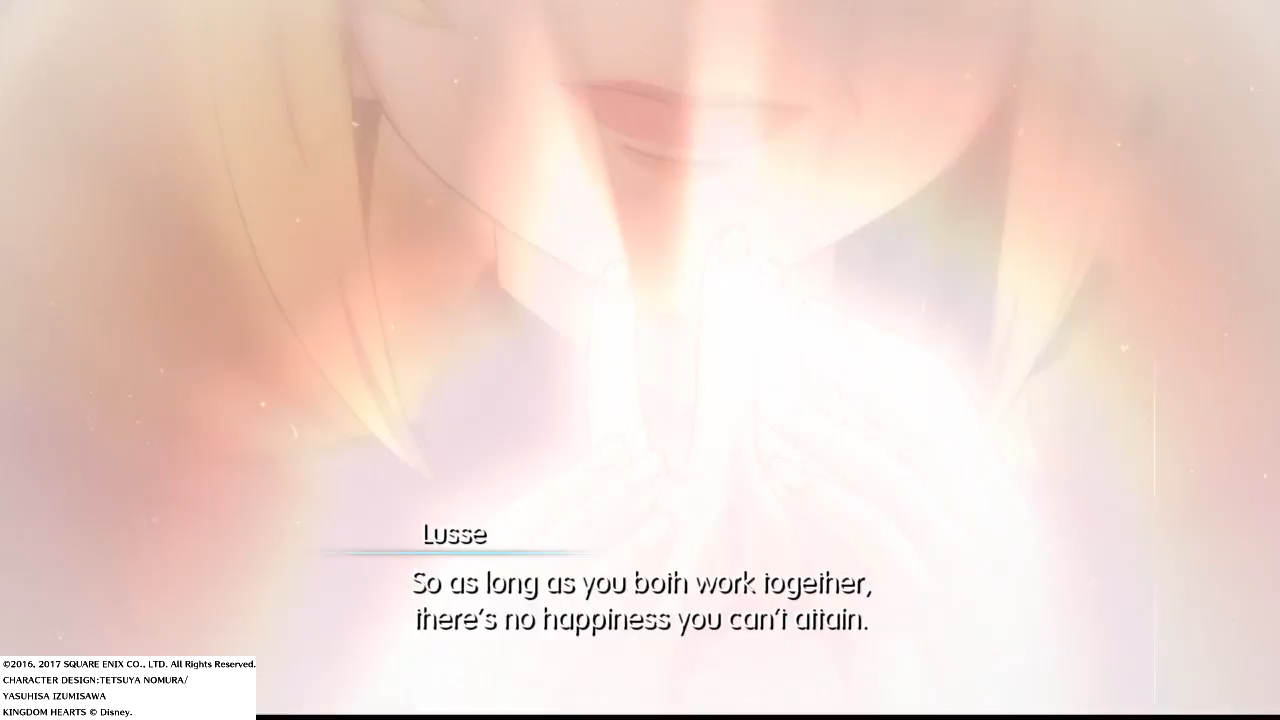 Lusse
So as long as you both work together,
there's no happiness you can't attain.
©2016, 2017 SQUARE ENIX CO., LTD. All Rights Reserved.
CHARACTER DESIGN:TETSUYA NOMURA/
YASUHISA IZUMISAWA
KINGDOM HEARTS © Disney.